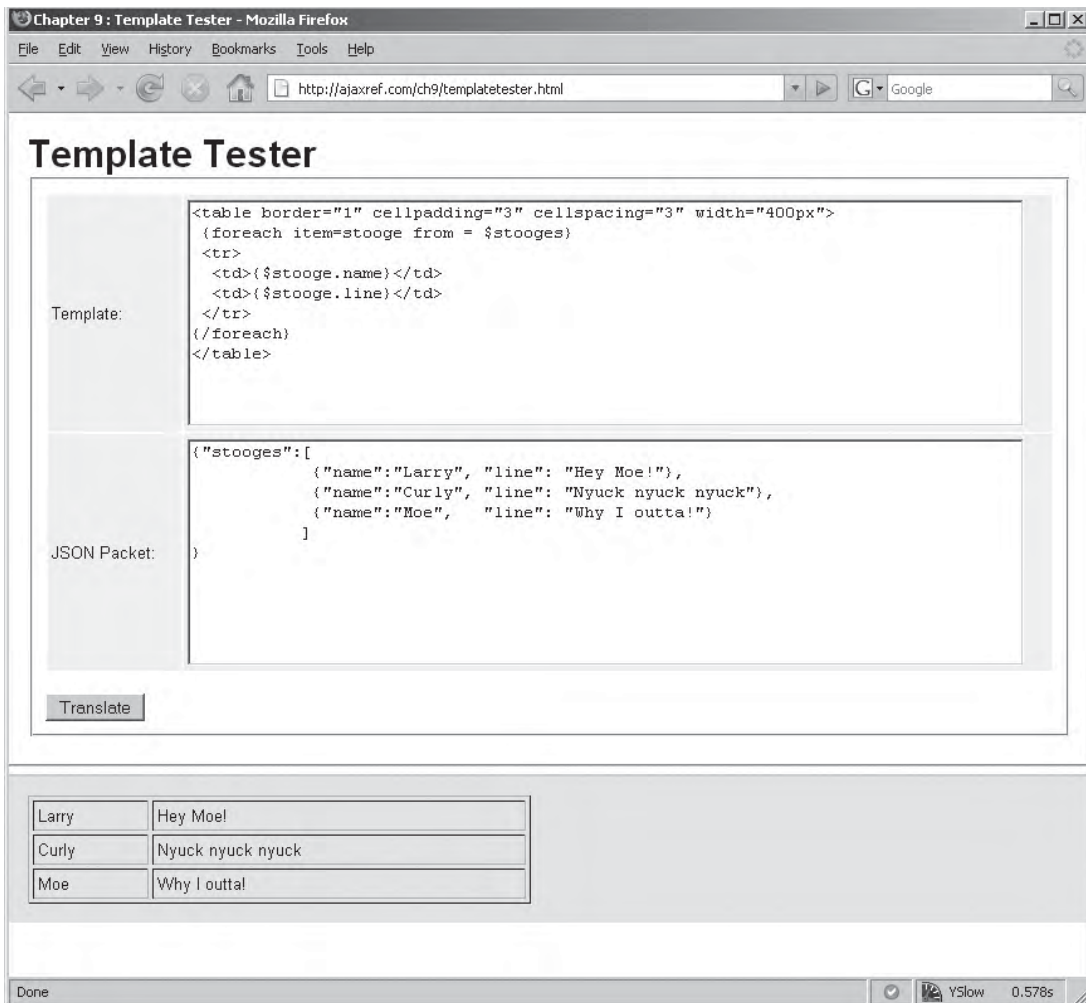 Chapter 9 : Template Tester - Mozilla Firefox
File Edit View History Bookmarks Tools Help
http://ajaxref.com/ch9/templatetester.html
G Google
Template Tester
Template:
<table border="1" cellpadding="3" cellspacing="3" width="400px">
{foreach item=stooge from = $stooges}
<tr>
<td>{$stooge.name}</td>
<td>{$stooge.line}</td>
</tr>
{/foreach}
</table>
JSON Packet:
{"stooges":[
{"name":"Larry", "line": "Hey Moe!"},
{"name":"Curly", "line": "Nyuck nyuck nyuck"},
{"name":"Moe", "line": "Why I outta!"}
]
}
Translate
Larry Hey Moe!
Curly Nyuck nyuck nyuck
Moe Why I outta!
Done YSlow 0.578s